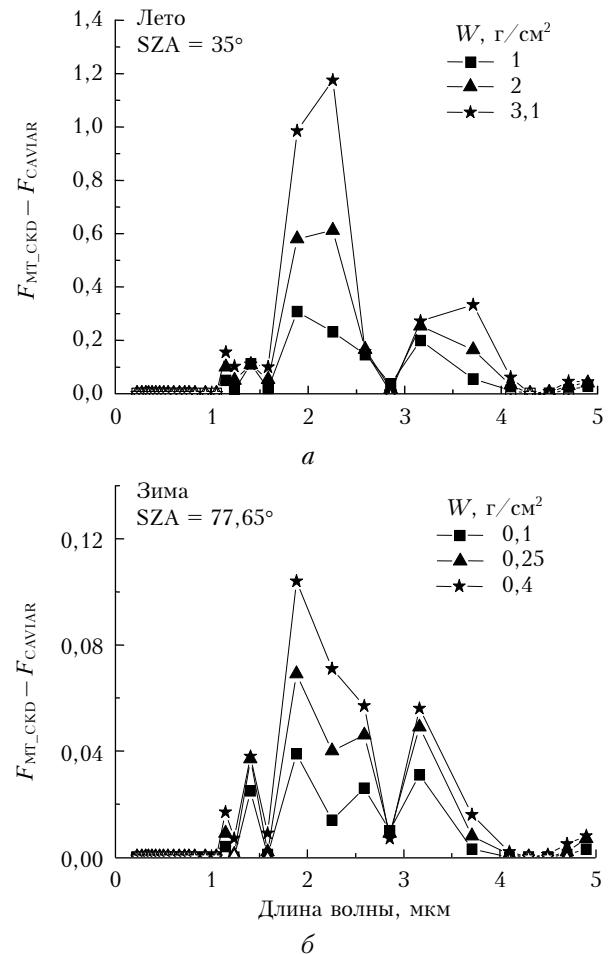 1,4
Лето
SZA = 35°
W, г/см²
1
2
3,1
1,2
1,0
0,8
0,6
0,4
0,2
0,0
F_MT_CKD – F_CAVIAR
0 1 2 3 4 5
а
Зима
SZA = 77,65°
W, г/см²
0,1
0,25
0,4
0,12
0,08
0,04
0,00
F_MT_CKD – F_CAVIAR
0 1 2 3 4 5
Длина волны, мкм
б